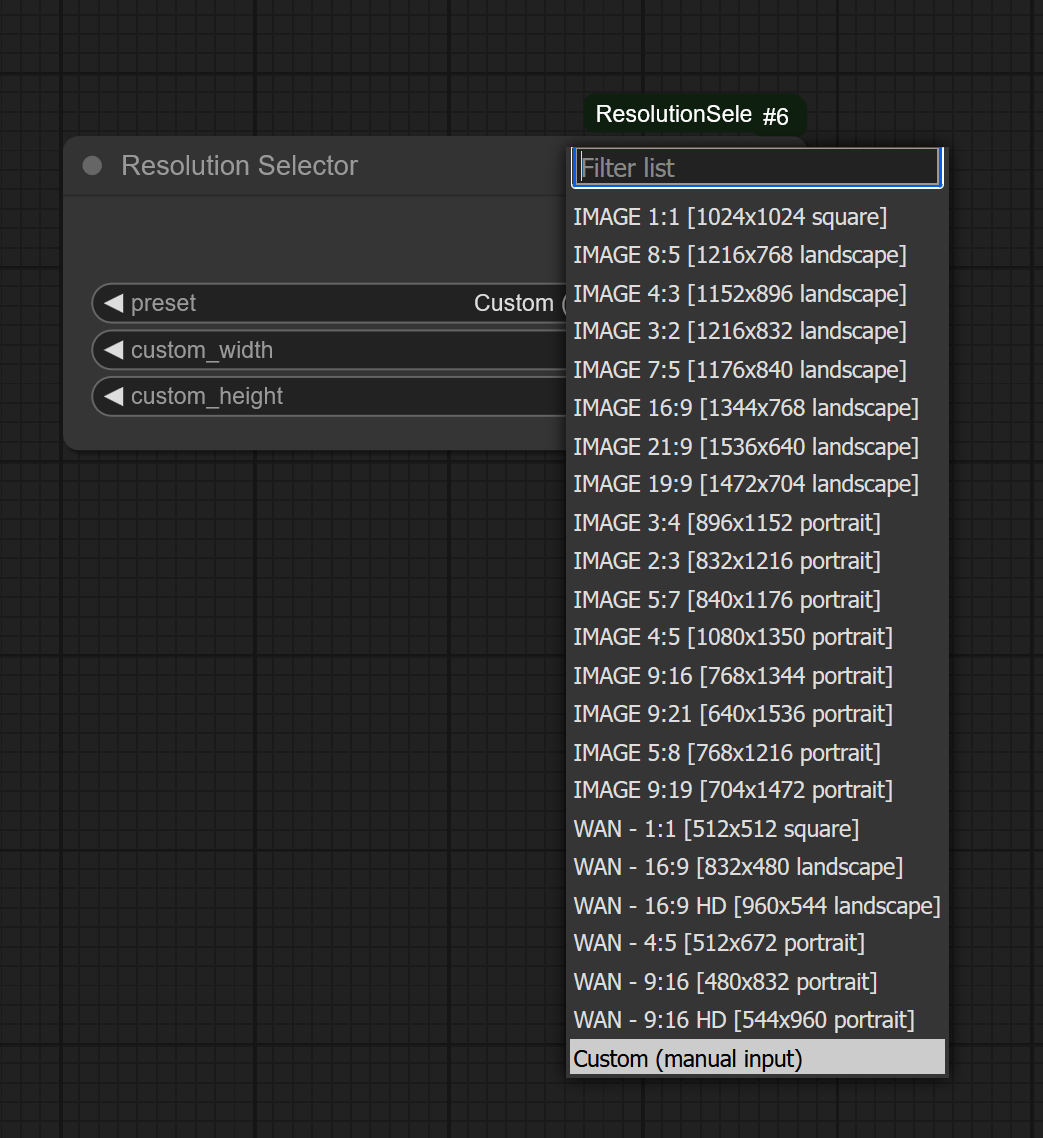 ResolutionSele #6
Resolution Selector
Filter list
preset
Custom (
custom_width
custom_height
IMAGE 1:1 [1024x1024 square]
IMAGE 8:5 [1216x768 landscape]
IMAGE 4:3 [1152x896 landscape]
IMAGE 3:2 [1216x832 landscape]
IMAGE 7:5 [1176x840 landscape]
IMAGE 16:9 [1344x768 landscape]
IMAGE 21:9 [1536x640 landscape]
IMAGE 19:9 [1472x704 landscape]
IMAGE 3:4 [896x1152 portrait]
IMAGE 2:3 [832x1216 portrait]
IMAGE 5:7 [840x1176 portrait]
IMAGE 4:5 [1080x1350 portrait]
IMAGE 9:16 [768x1344 portrait]
IMAGE 9:21 [640x1536 portrait]
IMAGE 5:8 [768x1216 portrait]
IMAGE 9:19 [704x1472 portrait]
WAN - 1:1 [512x512 square]
WAN - 16:9 [832x480 landscape]
WAN - 16:9 HD [960x544 landscape]
WAN - 4:5 [512x672 portrait]
WAN - 9:16 [480x832 portrait]
WAN - 9:16 HD [544x960 portrait]
Custom (manual input)